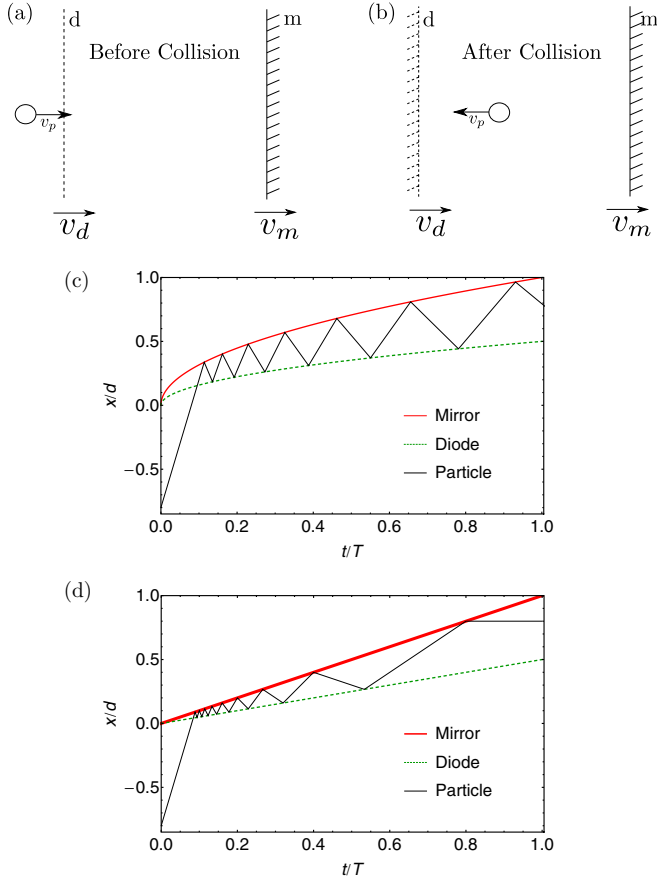 (a)
d
m
Before Collision
v_p
v_d
v_m
(b)
d
m
After Collision
v_p
v_d
v_m
(c)
1.0
0.5
0.0
−0.5
x/d
Mirror
Diode
Particle
0.0 0.2 0.4 0.6 0.8 1.0
t/T
(d)
1.0
0.5
0.0
−0.5
x/d
Mirror
Diode
Particle
0.0 0.2 0.4 0.6 0.8 1.0
t/T